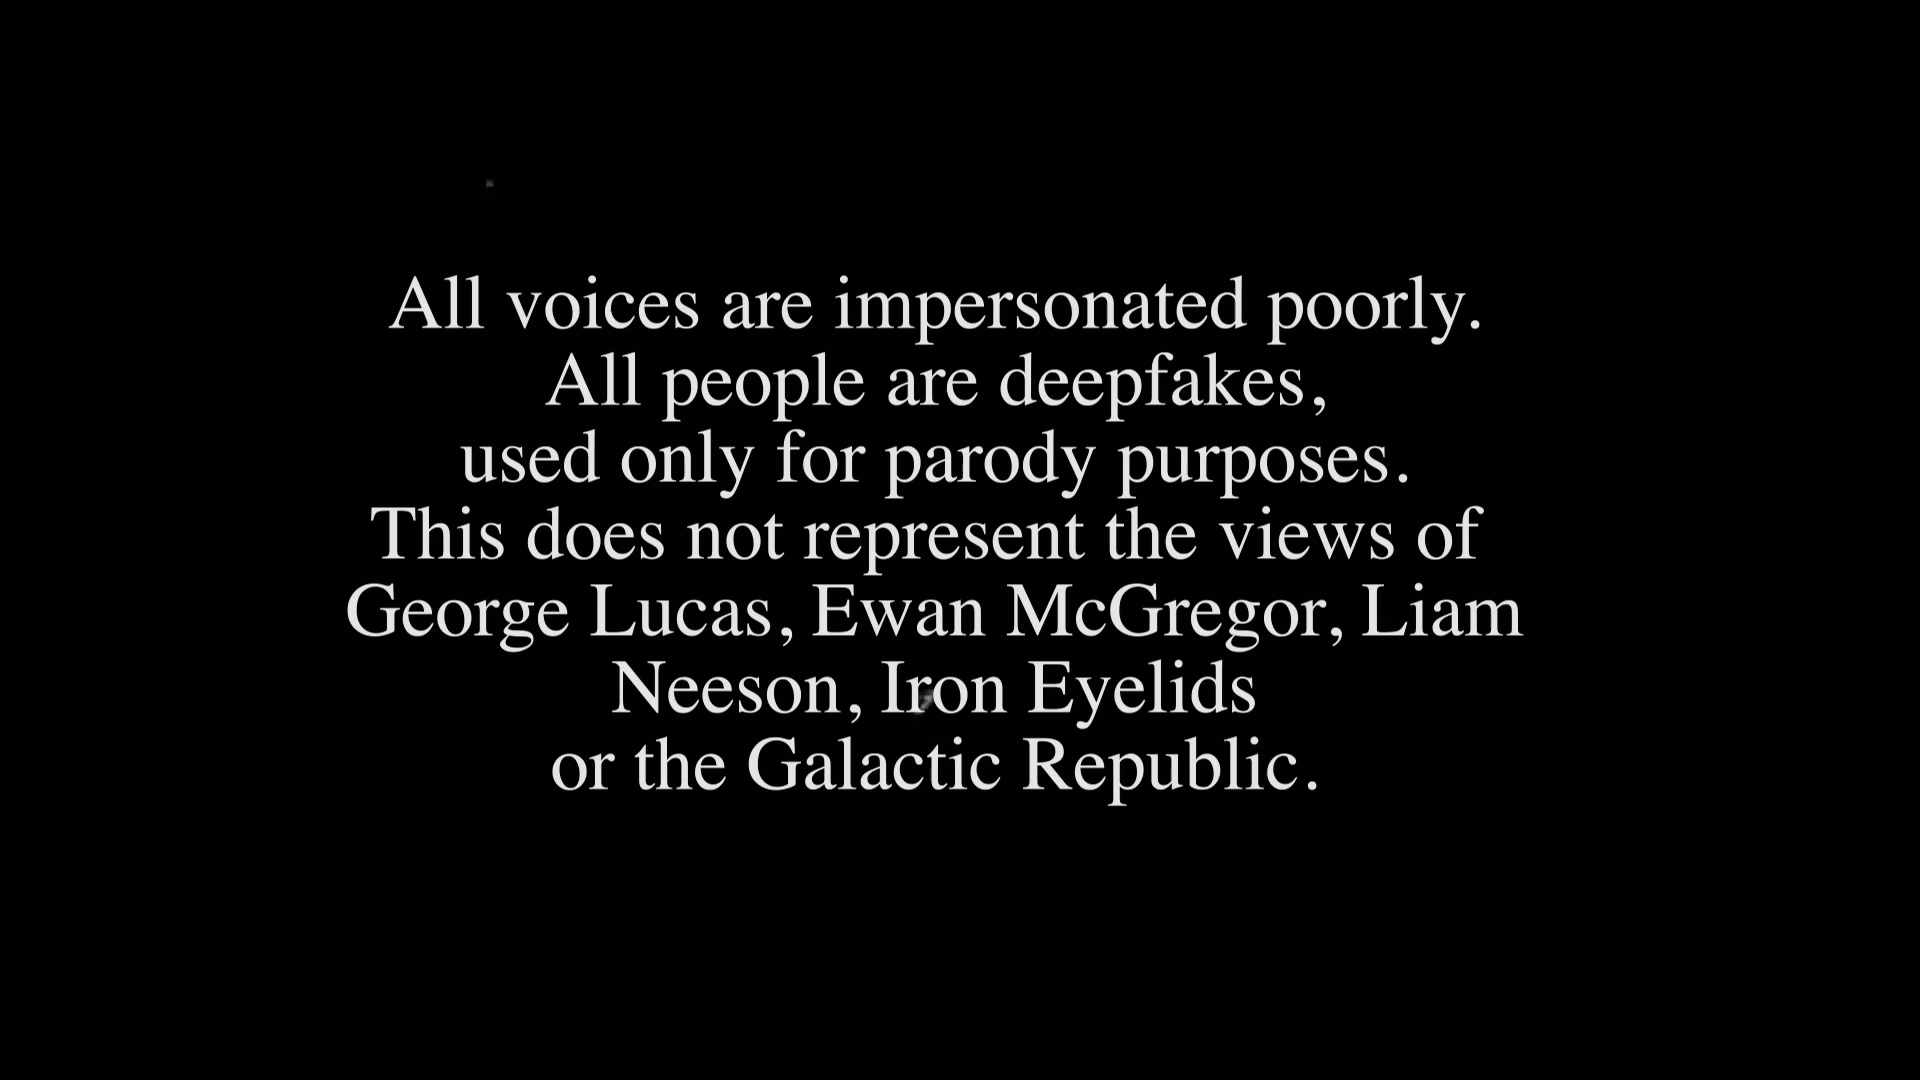 All voices are impersonated poorly.
All people are deepfakes,
used only for parody purposes.
This does not represent the views of
George Lucas, Ewan McGregor, Liam
Neeson, Iron Eyelids
or the Galactic Republic.